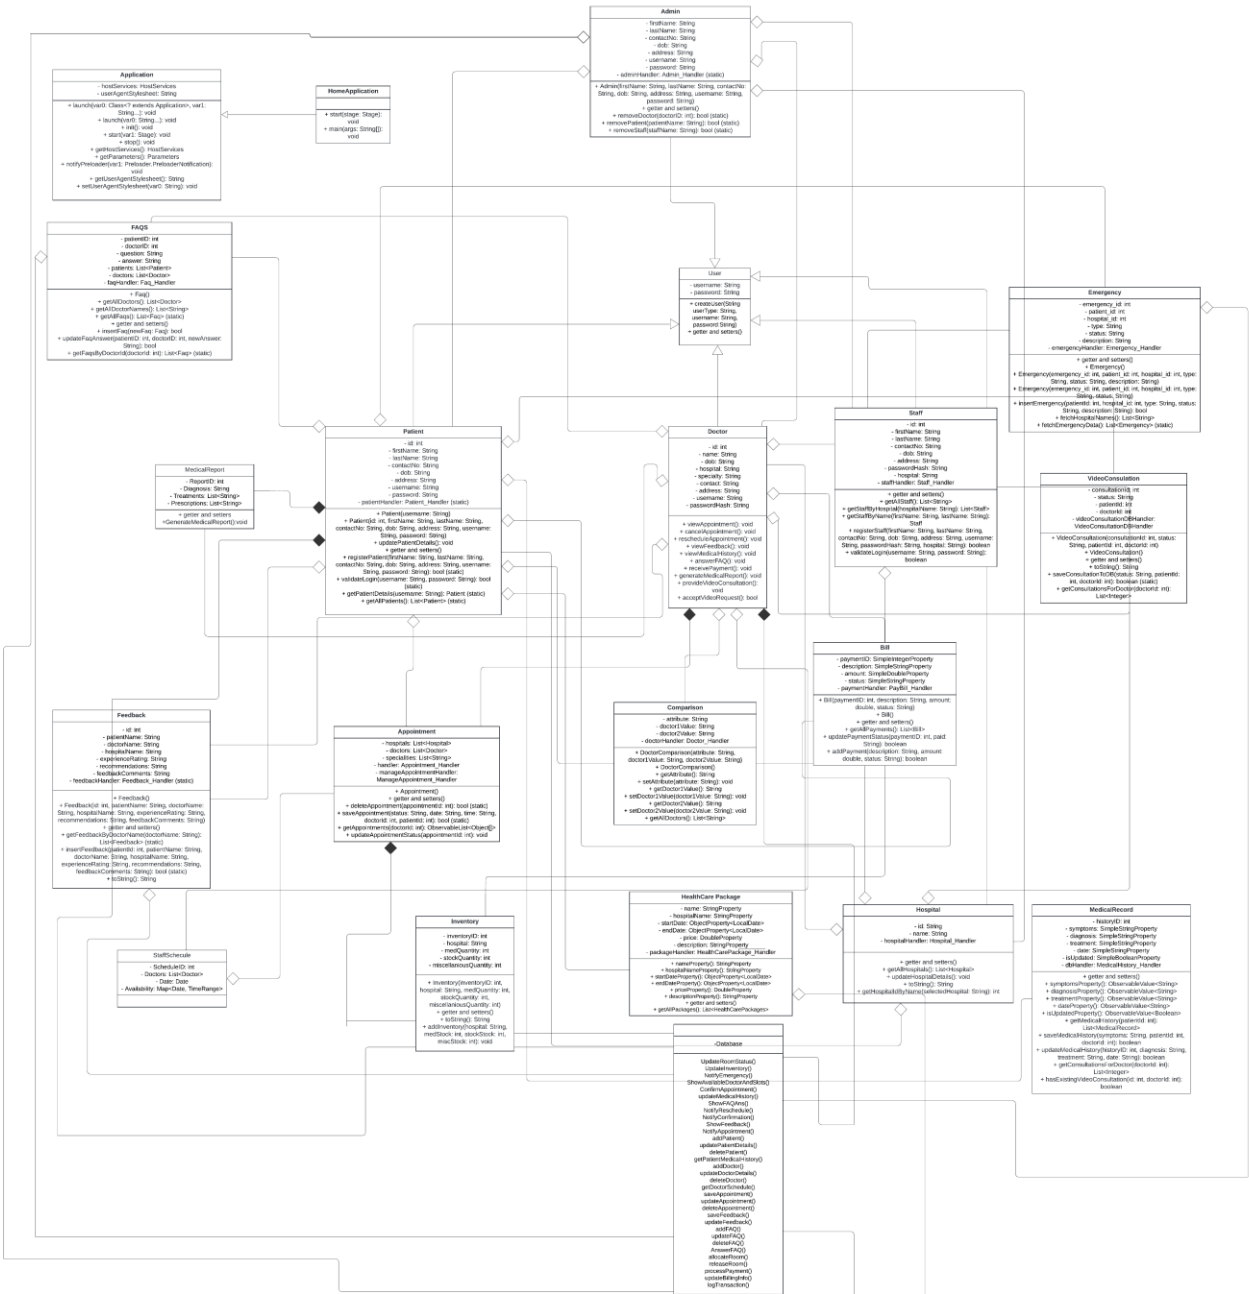 Admin
- firstName: String
- lastName: String
- contactNo: String
- dob: String
- address: String
- username: String
- password: String
- adminHandler: Admin_Handler (static)
+ Admin(firstName: String, lastName: String, contactNo:
String, dob: String, address: String, username: String,
password: String)
+ getter and setters()
+ removeDoctor(doctorID: int): bool (static)
+ removePatient(patientName: String): bool (static)
+ removeStaff(staffName: String): bool (static)
Application
- hostServices: HostServices
- userAgentStylesheet: String
+ launch(var0: Class<? extends Application>, var1:
String...): void
+ launch(var0: String...): void
+ init(): void
+ start(var1: Stage): void
+ stop(): void
+ getHostServices(): HostServices
+ getParameters(): Parameters
+ notifyPreloader(var1: Preloader.PreloaderNotification):
void
+ getUserAgentStylesheet(): String
+ setUserAgentStylesheet(var0: String): void
HomeApplication
+ start(stage: Stage):
void
+ main(args: String[]):
void
FAQS
- patientID: int
- doctorID: int
- question: String
- answer: String
- patients: List<Patient>
- doctors: List<Doctor>
- faqHandler: Faq_Handler
+ Faq()
+ getAllDoctors(): List<Doctor>
+ getAllDoctorNames(): List<String>
+ getAllFaqs(): List<Faq> (static)
+ getter and setters()
+ insertFaq(newFaq: Faq): bool
+ updateFaqAnswer(patientID: int, doctorID: int, newAnswer:
String): bool
+ getFaqsByDoctorId(doctorId: int): List<Faq> (static)
User
- username: String
- password: String
+ createUser(String
userType: String,
username: String,
password:String)
+ getter and setters()
Emergency
- emergency_id: int
- patient_id: int
- hospital_id: int
- type: String
- status: String
- description: String
- emergencyHandler: Emergency_Handler
+ getter and setters()
+ Emergency()
+ Emergency(emergency_id: int, patient_id: int, hospital_id: int, type:
String, status: String, description: String)
+ Emergency(emergency_id: int, patient_id: int, hospital_id: int, type:
String, status: String)
+ insertEmergency(patientId: int, hospital_id: int, type: String, status:
String, description: String): bool
+ fetchHospitalNames(): List<String>
+ fetchEmergencyData(): List<Emergency> (static)
Patient
- id: int
- firstName: String
- lastName: String
- contactNo: String
- dob: String
- address: String
- username: String
- password: String
- patientHandler: Patient_Handler (static)
+ Patient(username: String)
+ Patient(id: int, firstName: String, lastName: String,
contactNo: String, dob: String, address: String, username:
String, password: String)
+ updatePatientDetails(): void
+ getter and setters()
+ registerPatient(firstName: String, lastName: String,
contactNo: String, dob: String, address: String, username:
String, password: String): bool (static)
+ validateLogin(username: String, password: String): bool
(static)
+ getPatientDetails(username: String): Patient (static)
+ getAllPatients(): List<Patient> (static)
MedicalReport
- ReportID: int
- Diagnosis: String
- Treatments: List<String>
- Prescriptions: List<String>
+ getter and setters
+GenerateMedicalReport():void
Doctor
- id: int
- name: String
- dob: String
- hospital: String
- specialty: String
- contact: String
- address: String
- username: String
- passwordHash: String
+ viewAppointment(): void
+ cancelAppointment(): void
+ rescheduleAppointment(): void
+ viewFeedback(): void
+ viewMedicalHistory(): void
+ answerFAQ(): void
+ receivePayment(): void
+ generateMedicalReport(): void
+ provideVideoConsultation():
void
+ acceptVideoRequest(): bool
Staff
- id: int
- firstName: String
- lastName: String
- contactNo: String
- dob: String
- address: String
- passwordHash: String
- hospital: String
- staffHandler: Staff_Handler
+ getter and setters()
+ getAllStaff(): List<String>
+ getStaffByHospital(hospital: String): List<Staff>
+ getStaffByName(firstName: String, lastName: String):
Staff
+ registerStaff(firstName: String, lastName: String,
contactNo: String, dob: String, address: String, username:
String, passwordHash: String, hospital: String): boolean
+ validateLogin(username: String, password: String):
boolean
VideoConsulation
- consultationId: int
- status: String
- patientId: int
- doctorId: int
- videoConsultationDBHandler:
VideoConsultationDBHandler
+ VideoConsultation(consultationId: int, status:
String, patientId: int, doctorId: int)
+ VideoConsultation()
+ getter and setters()
+ toString(): String
+ saveConsultationToDB(status: String, patientId:
int, doctorId: int): boolean (static)
+ getConsultationsForDoctor(doctorId: int):
List<Integer>
Bill
- paymentID: SimpleIntegerProperty
- description: SimpleStringProperty
- amount: SimpleDoubleProperty
- status: SimpleStringProperty
- paymentHandler: PayBill_Handler
+ Bill(paymentID: int, description: String, amount:
double, status: String)
+ Bill()
+ getter and setters()
+ getAllPayments(): List<Bill>
+ updatePaymentStatus(paymentID: int, paid:
String): boolean
+ addPayment(description: String, amount:
double, status: String): boolean
Feedback
- id: int
- patientName: String
- doctorName: String
- hospitalName: String
- experienceRating: String
- recommendations: String
- feedbackComments: String
- feedbackHandler: Feedback_Handler (static)
+ Feedback()
+ Feedback(id: int, patientName: String, doctorName:
String, hospitalName: String, experienceRating: String,
recommendations: String, feedbackComments: String)
+ getter and setters()
+ getFeedbackByDoctorName(doctorName: String):
List<Feedback> (static)
+ insertFeedback(patientId: int, patientName: String,
doctorName: String, hospitalName: String,
experienceRating: String, recommendations: String,
feedbackComments: String): bool (static)
+ toString(): String
Appointment
- hospitals: List<Hospital>
- doctors: List<Doctor>
- specialities: List<String>
- handler: Appointment_Handler
- manageAppointmentHandler:
ManageAppointment_Handler
+ Appointment()
+ getter and setters()
+ deleteAppointment(appointmentId: int): bool (static)
+ saveAppointment(status: String, date: String, time: String,
doctorId: int, patientId: int): bool (static)
+ getAppointments(doctorId: int): ObservableList<Object[]>
+ updateAppointmentStatus(appointmentId: int): void
Comparison
- attribute: String
- doctor1Value: String
- doctor2Value: String
- doctorHandler: Doctor_Handler
+ DoctorComparison(attribute: String,
doctor1Value: String, doctor2Value: String)
+ DoctorComparison()
+ getAttribute(): String
+ setAttribute(attribute: String): void
+ getDoctor1Value(): String
+ setDoctor1Value(doctor1Value: String): void
+ getDoctor2Value(): String
+ setDoctor2Value(doctor2Value: String): void
+ getAllDoctors(): List<String>
StaffSchecule
- ScheduleID: int
- Doctors: List<Doctor>
- Date: Date
- Availability: Map<Date, TimeRange>
Inventory
- inventoryID: int
- hospital: String
- medQuantity: int
- stockQuantity: int
- miscellanousQuantity: int
+ Inventory(inventoryID: int,
hospital: String, medQuantity: int,
stockQuantity: int,
miscellaniousQuantity: int)
+ getter and setters()
+ toString(): String
+ addInventory(hospital: String,
medStock: int, stockStock: int,
miscStock: int): void
HealthCare Package
- name: StringProperty
- hospitalName: StringProperty
- startDate: ObjectProperty<LocalDate>
- endDate: ObjectProperty<LocalDate>
- price: DoubleProperty
- description: StringProperty
- packageHandler: HealthCarePackage_Handler
+ nameProperty(): StringProperty
+ hospitalNameProperty(): StringProperty
+ startDateProperty(): ObjectProperty<LocalDate>
+ endDateProperty(): ObjectProperty<LocalDate>
+ priceProperty(): DoubleProperty
+ descriptionProperty(): StringProperty
+ getter and setters()
+ getAllPackages(): List<HealthCarePackages>
Hospital
- id: String
- name: String
- hospitalHandler: Hospital_Handler
+ getter and setters()
+ getAllHospitals(): List<Hospital>
+ updateHospitalDetails(): void
+ toString(): String
+ getHospitalIdByName(selectedHospital: String): int
MedicalRecord
- historyID: int
- symptoms: SimpleStringProperty
- diagnosis: SimpleStringProperty
- treatment: SimpleStringProperty
- date: SimpleStringProperty
- isUpdated: SimpleBooleanProperty
- dbHandler: MedicalHistory_Handler
+ getter and setters()
+ symptomsProperty(): ObservableValue<String>
+ diagnosisProperty(): ObservableValue<String>
+ treatmentProperty(): ObservableValue<String>
+ dateProperty(): ObservableValue<String>
+ isUpdatedProperty(): ObservableValue<Boolean>
+ getMedicalHistory(patientId: int):
List<MedicalRecord>
+ saveMedicalHistory(symptoms: String, patientId: int,
doctorId: int): boolean
+ updateMedicalHistory(historyID: int, diagnosis: String,
treatment: String, date: String): boolean
+ getConsultationsForDoctor(doctorId: int):
List<Integer>
+ hasExistingVideoConsultation(id: int, doctorId: int):
boolean
-Database
UpdateRoomStatus()
UpdateInventory()
NotifyEmergency()
ShowAvailableDoctorAndSlots()
ConfirmAppointment()
updateMedicalHistory()
ShowFAQAns()
NotifyReschedule()
NotifyConfirmation()
ShowFeedback()
NotifyAppointment()
addPatient()
updatePatientDetails()
deletePatient()
getPatientMedicalHistory()
addDoctor()
updateDoctorDetails()
deleteDoctor()
getDoctorSchedule()
saveAppointment()
updateAppointment()
deleteAppointment()
saveFeedback()
updateFeedback()
addFAQ()
updateFAQ()
deleteFAQ()
AnswerFAQ()
allocateRoom()
releaseRoom()
processPayment()
updateBillingInfo()
logTransaction()